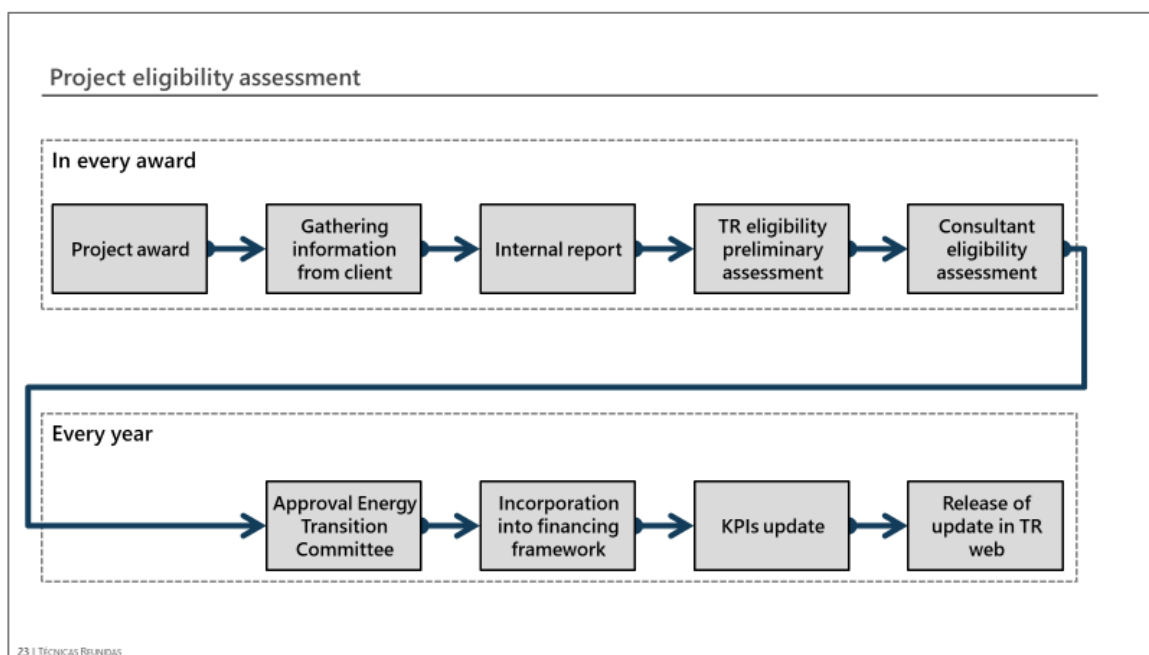 Project eligibility assessment
In every award
Project award
Gathering
information
from client
Internal report
TR eligibility
preliminary
assessment
Consultant
eligibility
assessment
Every year
Approval Energy
Transition
Committee
Incorporation
into financing
framework
KPIs update
Release of
update in TR
web
23 | TÉCNICAS REUNIDAS